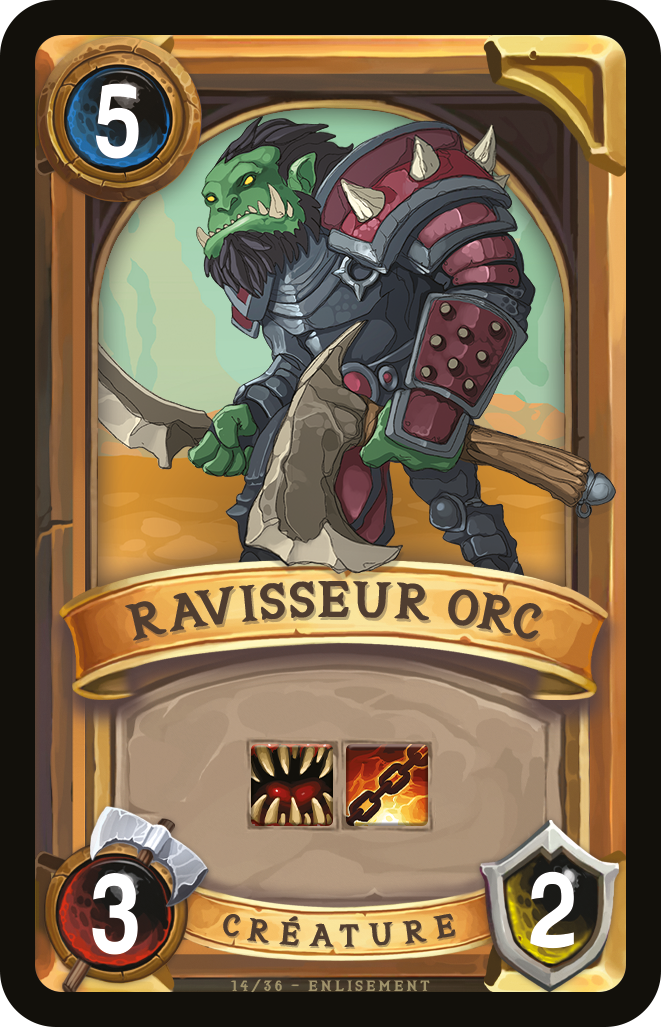 5
RAVISSEUR ORC
3
CRÉATURE
2
14/36 - ENLISEMENT